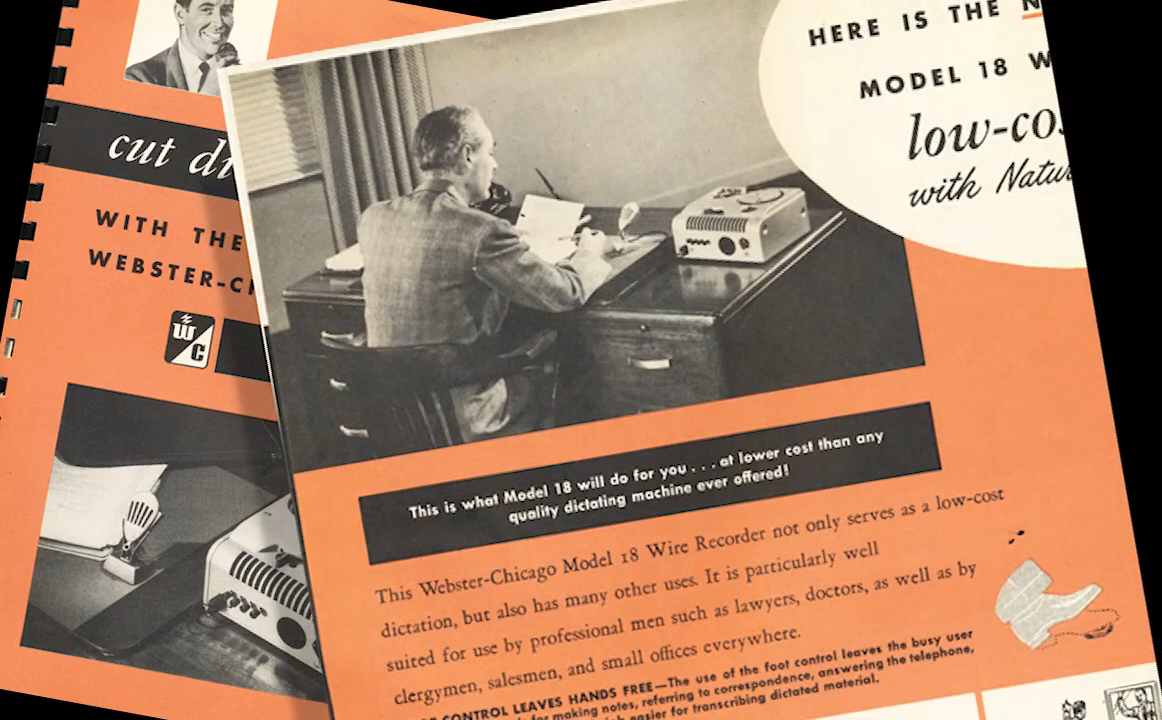 cut di
WITH THE
WEBSTER-CH
W
C
HERE IS THE N
MODEL 18 W
low-cos
with Natur
This is what Model 18 will do for you . . . at lower cost than any
quality dictating machine ever offered!
This Webster-Chicago Model 18 Wire Recorder not only serves as a low-cost
dictation, but also has many other uses. It is particularly well
suited for use by professional men such as lawyers, doctors, as well as by
clergymen, salesmen, and small offices everywhere.
CONTROL LEAVES HANDS FREE—The use of the foot control leaves the busy user
for making notes, referring to correspondence, answering the telephone,
easier for transcribing dictated material.